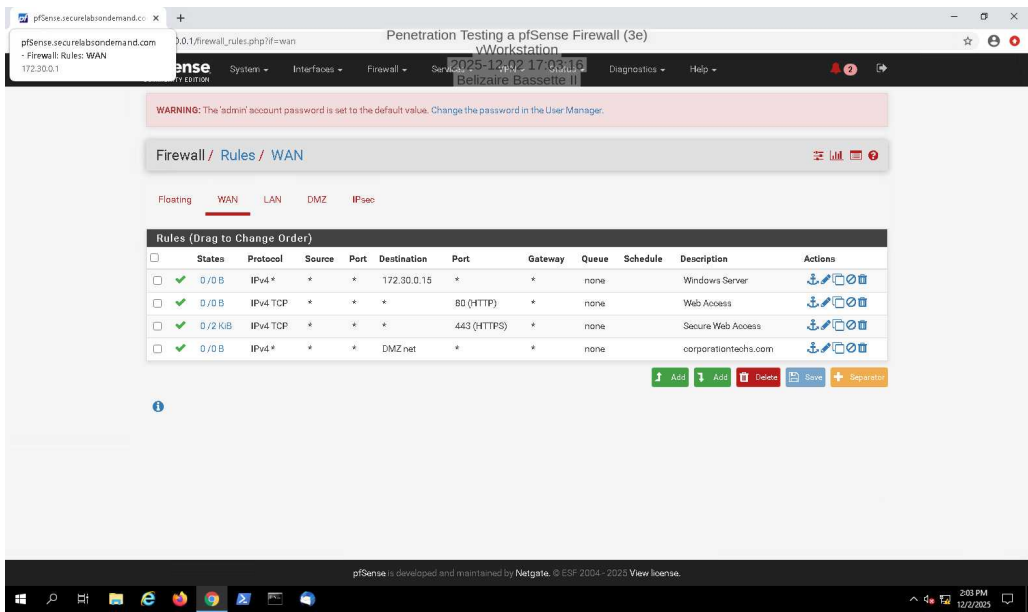 pfSense.securelabsondemand.co
pfSense.securelabsondemand.com
- Firewall: Rules: WAN
172.30.0.1
0.0.1/firewall_rules.php?if=wan
Penetration Testing a pfSense Firewall (3e)
vWorkstation
2025-12-02 17:03:16
Belizaire Bassette II
System Interfaces Firewall Diagnostics Help 2
COMMUNITY EDITION
WARNING: The 'admin' account password is set to the default value. Change the password in the User Manager.
Firewall / Rules / WAN
Floating WAN LAN DMZ IPsec
Rules (Drag to Change Order)
States Protocol Source Port Destination Port Gateway Queue Schedule Description Actions
0/0 B IPv4 * * * 172.30.0.15 * * none Windows Server
0/0 B IPv4 TCP * * * 80 (HTTP) * none Web Access
0/2 KiB IPv4 TCP * * * 443 (HTTPS) * none Secure Web Access
0/0 B IPv4 * * * DMZ net * * none corporationtechs.com
Add Add Delete Save Separator
pfSense is developed and maintained by Netgate. © ESF 2004 - 2025 View license.
2:03 PM
12/2/2025